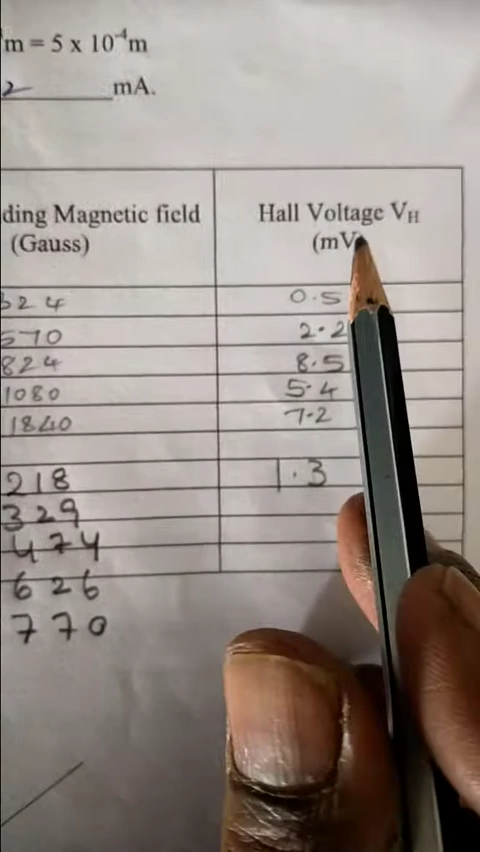 m = 5 x 10⁻⁴m
2 mA.
ding Magnetic field (Gauss)
Hall Voltage VH (mV)
324 0.5
570 2.2
824 8.5
1080 5.4
1840 7.2
218 1.3
329
474
626
770